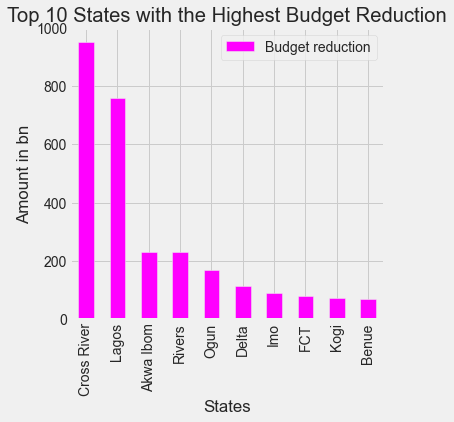 Top 10 States with the Highest Budget Reduction
1000
800
600
400
200
0
Amount in bn
Budget reduction
Cross River
Lagos
Akwa Ibom
Rivers
Ogun
Delta
Imo
FCT
Kogi
Benue
States